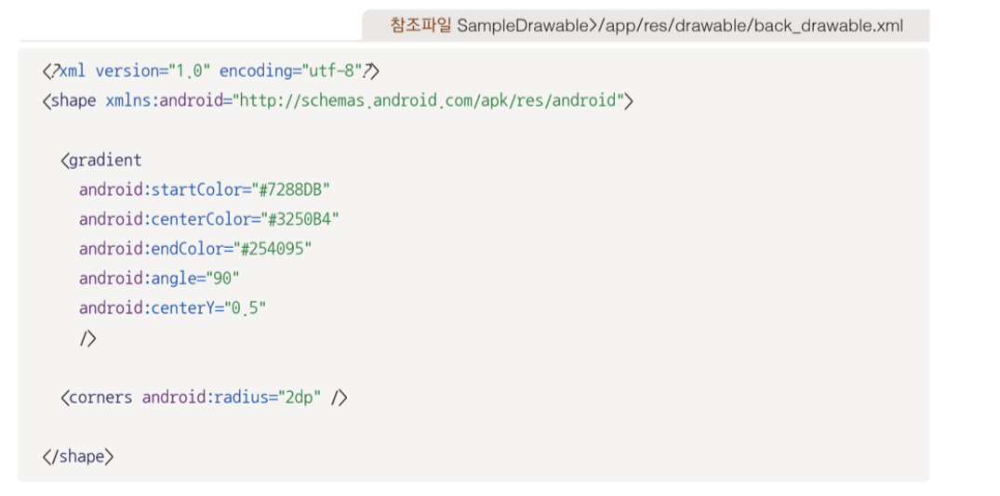 참조파일 SampleDrawable>/app/res/drawable/back_drawable.xml
<?xml version="1.0" encoding="utf-8"?>
<shape xmlns:android="http://schemas.android.com/apk/res/android">
<gradient
android:startColor="#7288DB"
android:centerColor="#3250B4"
android:endColor="#254095"
android:angle="90"
android:centerY="0.5"
/>
<corners android:radius="2dp" />
</shape>